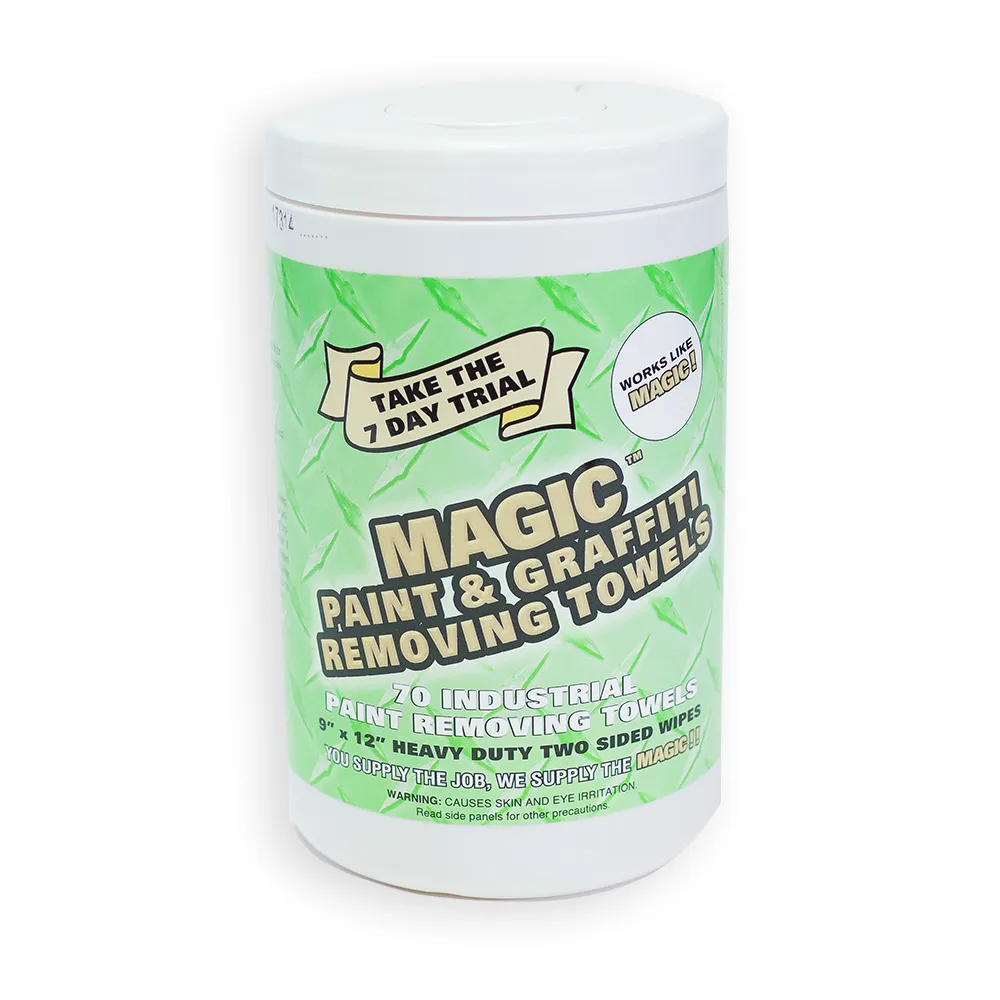 17314
TAKE THE
7 DAY TRIAL
WORKS LIKE
MAGIC!
MAGIC™
PAINT & GRAFFITI
REMOVING TOWELS
70 INDUSTRIAL
PAINT REMOVING TOWELS
9” x 12” HEAVY DUTY TWO SIDED WIPES
YOU SUPPLY THE JOB, WE SUPPLY THE MAGIC!!
WARNING: CAUSES SKIN AND EYE IRRITATION.
Read side panels for other precautions.